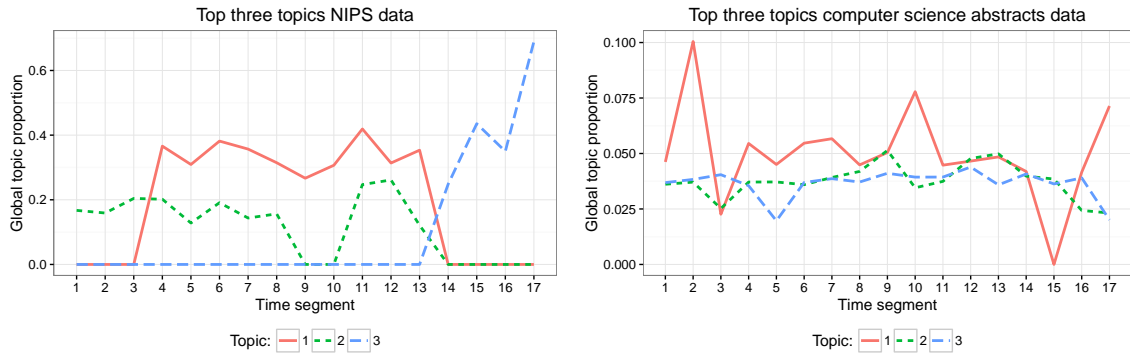 Top three topics NIPS data
Global topic proportion
0.6
0.4
0.2
0.0
1 2 3 4 5 6 7 8 9 10 11 12 13 14 15 16 17
Time segment
Topic: 1 2 3
Top three topics computer science abstracts data
Global topic proportion
0.100
0.075
0.050
0.025
0.000
1 2 3 4 5 6 7 8 9 10 11 12 13 14 15 16 17
Time segment
Topic: 1 2 3